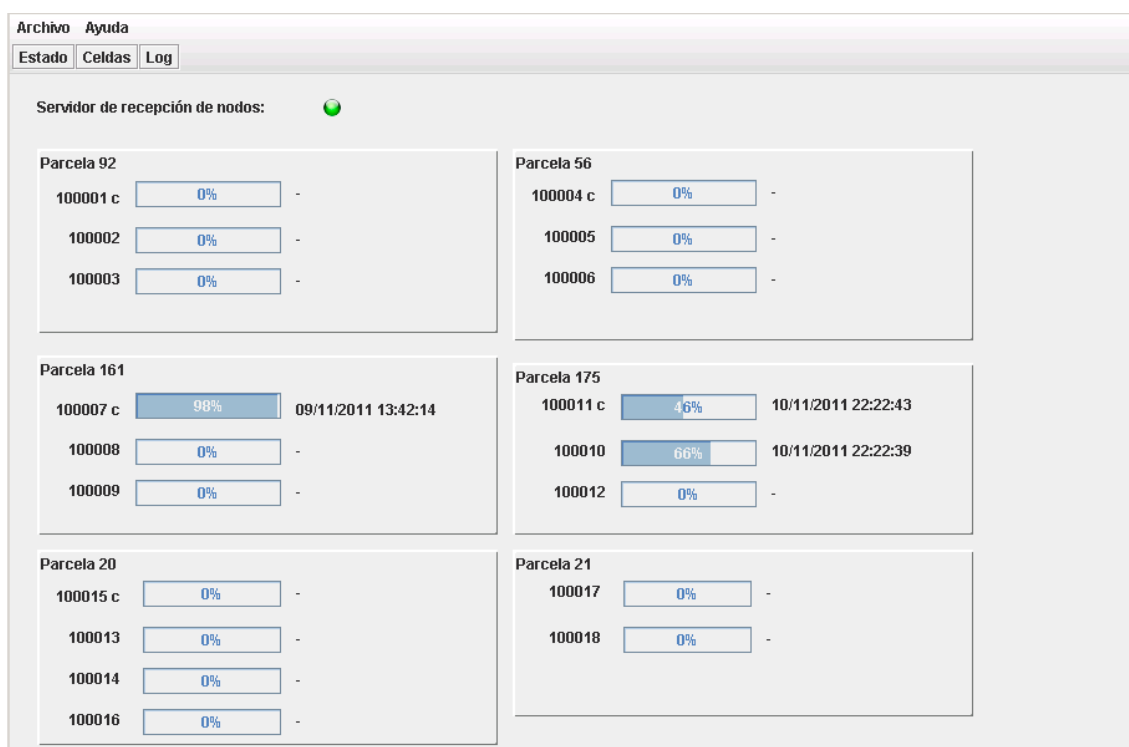 Archivo Ayuda
Estado Celdas Log
Servidor de recepción de nodos:
Parcela 92
100001 c 0% -
100002 0% -
100003 0% -
Parcela 56
100004 c 0% -
100005 0% -
100006 0% -
Parcela 161
100007 c 98% 09/11/2011 13:42:14
100008 0% -
100009 0% -
Parcela 175
100011 c 46% 10/11/2011 22:22:43
100010 66% 10/11/2011 22:22:39
100012 0% -
Parcela 20
100015 c 0% -
100013 0% -
100014 0% -
100016 0% -
Parcela 21
100017 0% -
100018 0% -